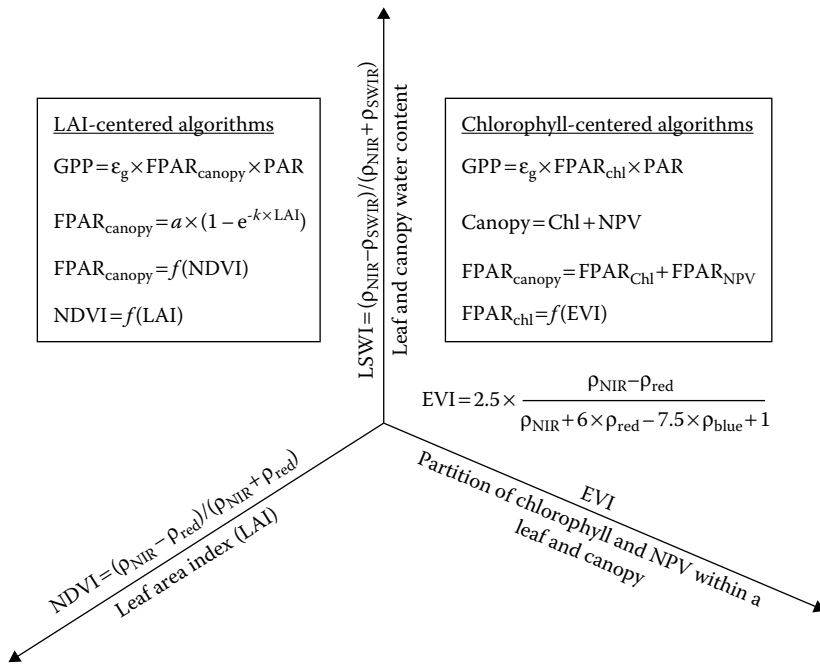 LSWI=(ρ_NIR–ρ_SWIR)/(ρ_NIR+ρ_SWIR)
Leaf and canopy water content
LAI-centered algorithms
GPP=ε_g×FPAR_canopy×PAR
FPAR_canopy=a×(1–e^-k×LAI)
FPAR_canopy=f(NDVI)
NDVI=f(LAI)
Chlorophyll-centered algorithms
GPP=ε_g×FPAR_chl×PAR
Canopy=Chl+NPV
FPAR_canopy=FPAR_Chl+FPAR_NPV
FPAR_chl=f(EVI)
EVI=2.5× ρ_NIR–ρ_red
ρ_NIR+6×ρ_red–7.5×ρ_blue+1
NDVI=(ρ_NIR–ρ_red)/(ρ_NIR+ρ_red)
Leaf area index (LAI)
EVI
Partition of chlorophyll and NPV within a
leaf and canopy